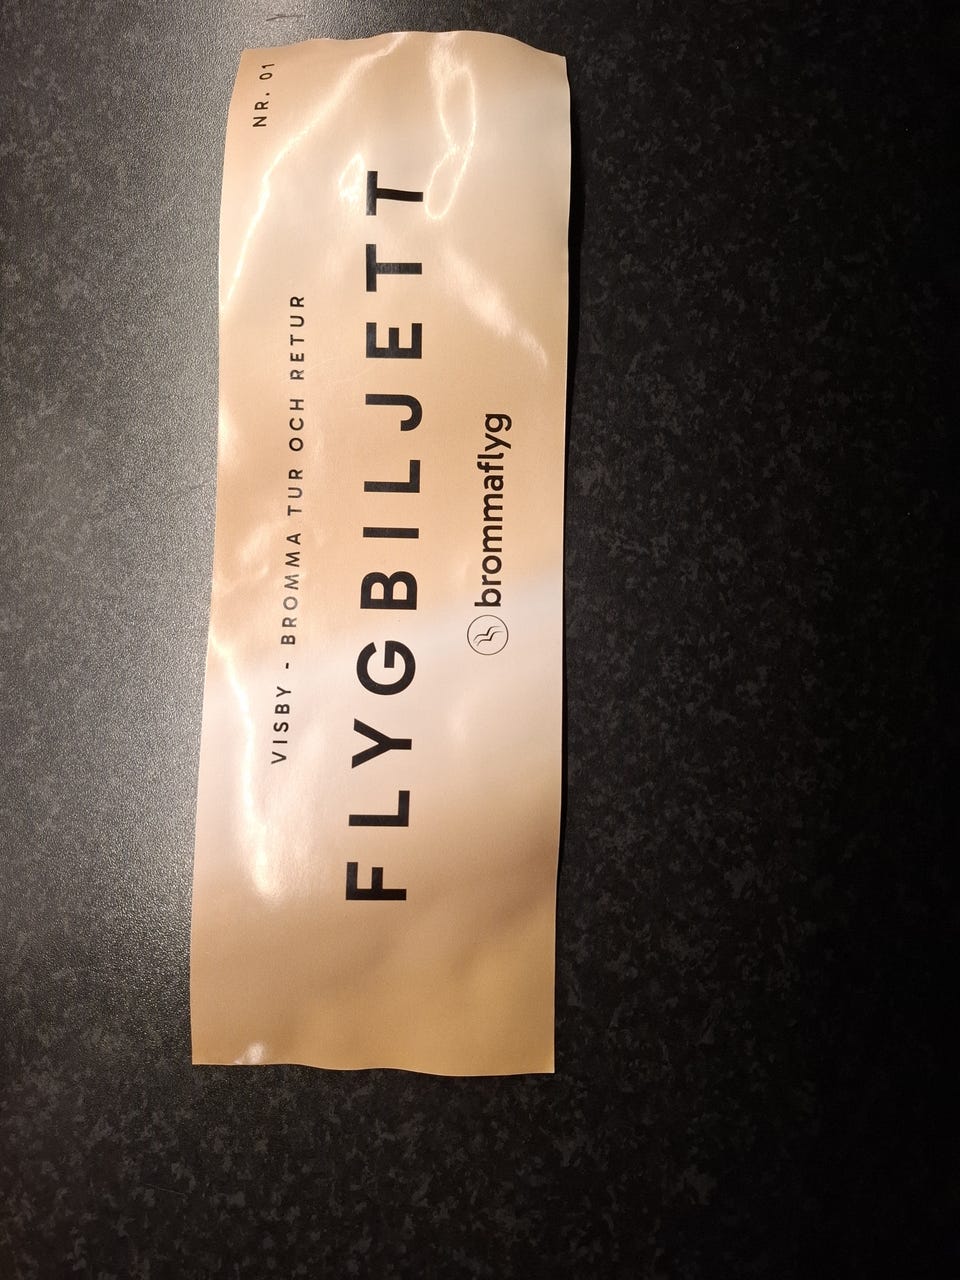 NR. 01
VISBY - BROMMA TUR OCH RETUR
FLYGBILJETT
brommaflyg